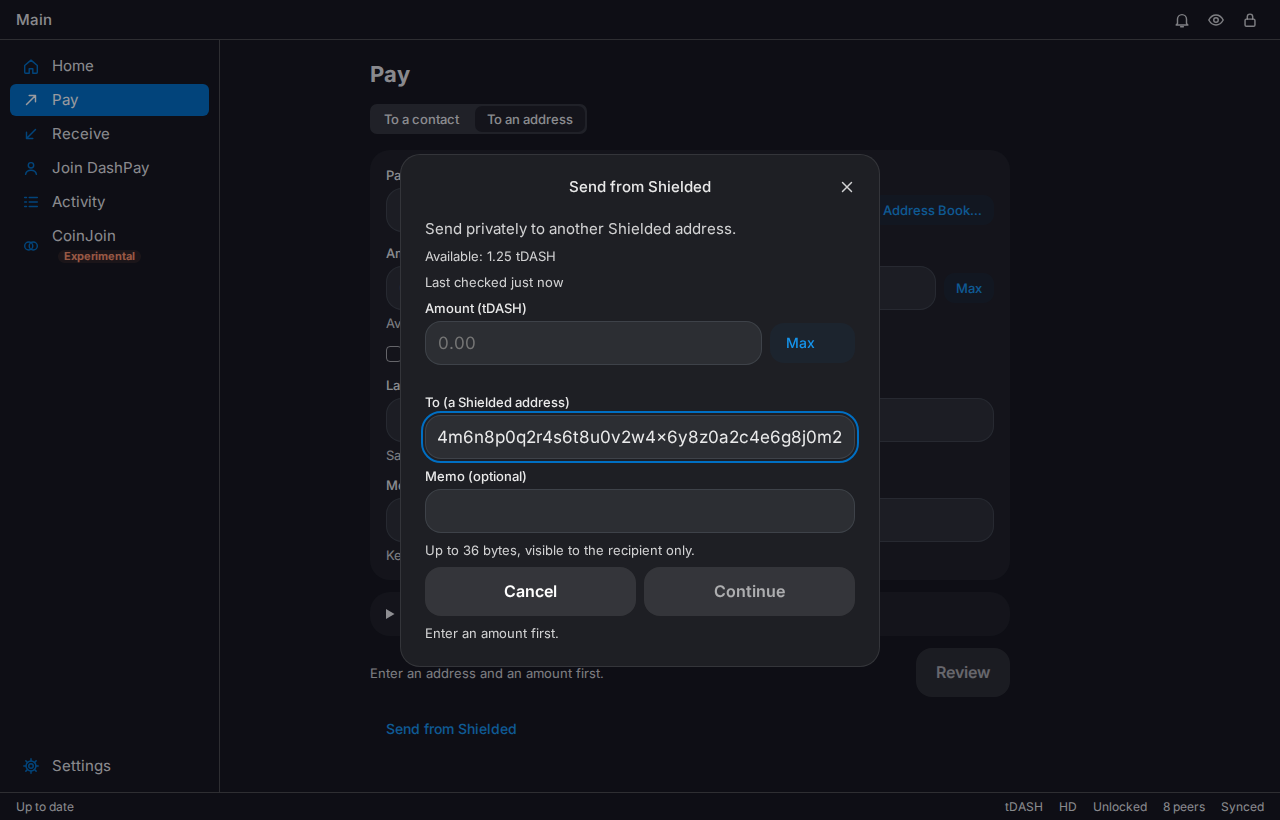 Main
Home
Pay
Receive
Join DashPay
Activity
CoinJoin
Experimental
Settings
Pay
To a contact
To an address
Address Book...
Max
Send from Shielded
Send privately to another Shielded address.
Available: 1.25 tDASH
Last checked just now
Amount (tDASH)
0.00
Max
To (a Shielded address)
4m6n8p0q2r4s6t8u0v2w4x6y8z0a2c4e6g8j0m2
Memo (optional)
Up to 36 bytes, visible to the recipient only.
Cancel
Continue
Enter an amount first.
Enter an address and an amount first.
Review
Send from Shielded
Up to date
tDASH
HD
Unlocked
8 peers
Synced